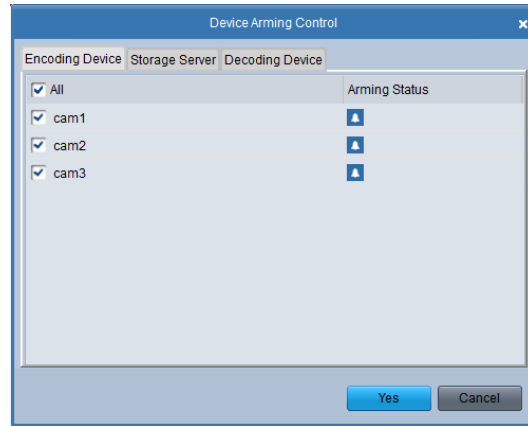 Device Arming Control
Encoding Device Storage Server Decoding Device
All Arming Status
cam1
cam2
cam3
Yes Cancel